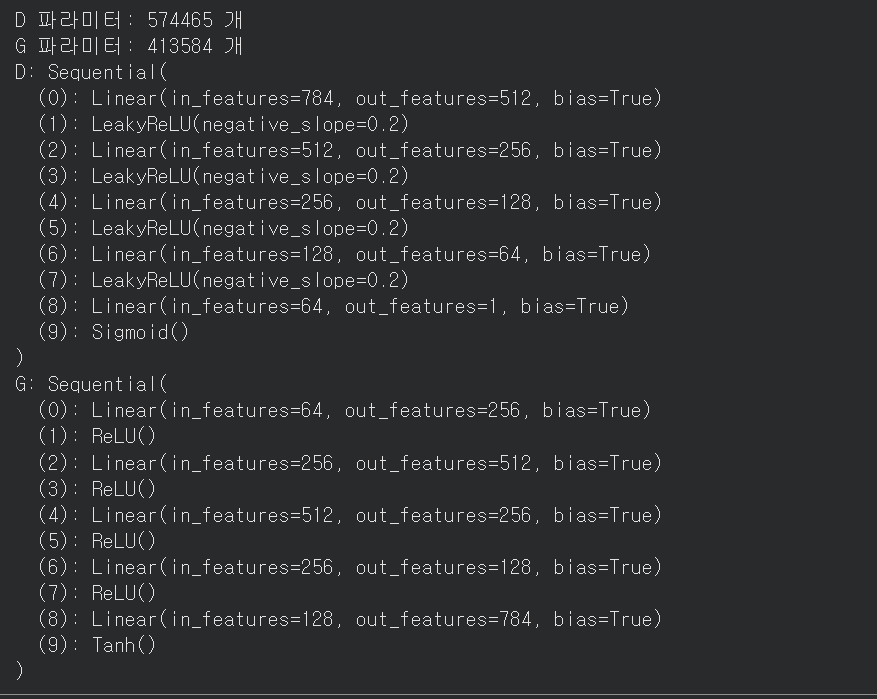 D 파라미터: 574465 개
G 파라미터: 413584 개
D: Sequential(
  (0): Linear(in_features=784, out_features=512, bias=True)
  (1): LeakyReLU(negative_slope=0.2)
  (2): Linear(in_features=512, out_features=256, bias=True)
  (3): LeakyReLU(negative_slope=0.2)
  (4): Linear(in_features=256, out_features=128, bias=True)
  (5): LeakyReLU(negative_slope=0.2)
  (6): Linear(in_features=128, out_features=64, bias=True)
  (7): LeakyReLU(negative_slope=0.2)
  (8): Linear(in_features=64, out_features=1, bias=True)
  (9): Sigmoid()
)
G: Sequential(
  (0): Linear(in_features=64, out_features=256, bias=True)
  (1): ReLU()
  (2): Linear(in_features=256, out_features=512, bias=True)
  (3): ReLU()
  (4): Linear(in_features=512, out_features=256, bias=True)
  (5): ReLU()
  (6): Linear(in_features=256, out_features=128, bias=True)
  (7): ReLU()
  (8): Linear(in_features=128, out_features=784, bias=True)
  (9): Tanh()
)